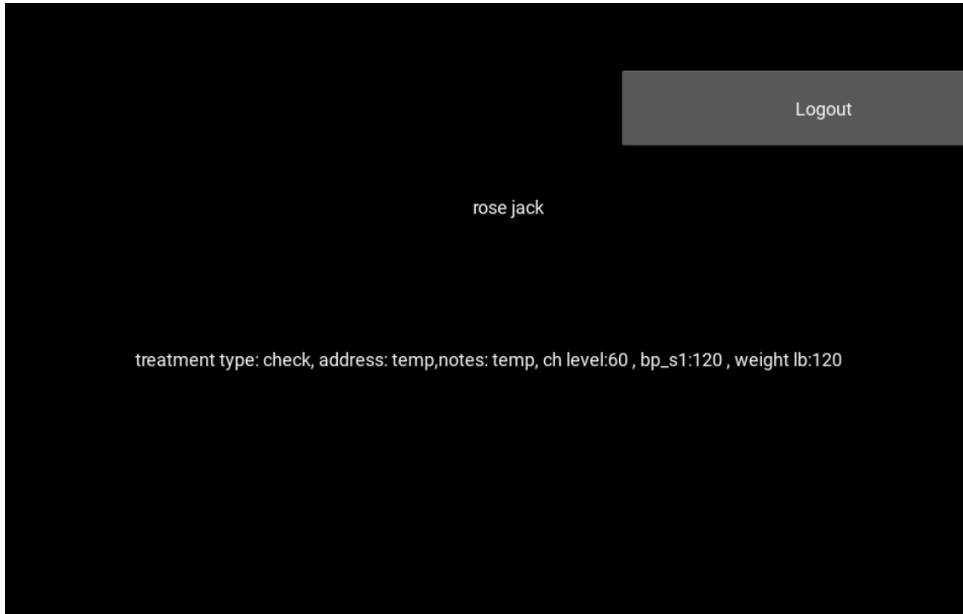 Logout
rose jack
treatment type: check, address: temp,notes: temp, ch level:60 , bp_s1:120 , weight lb:120